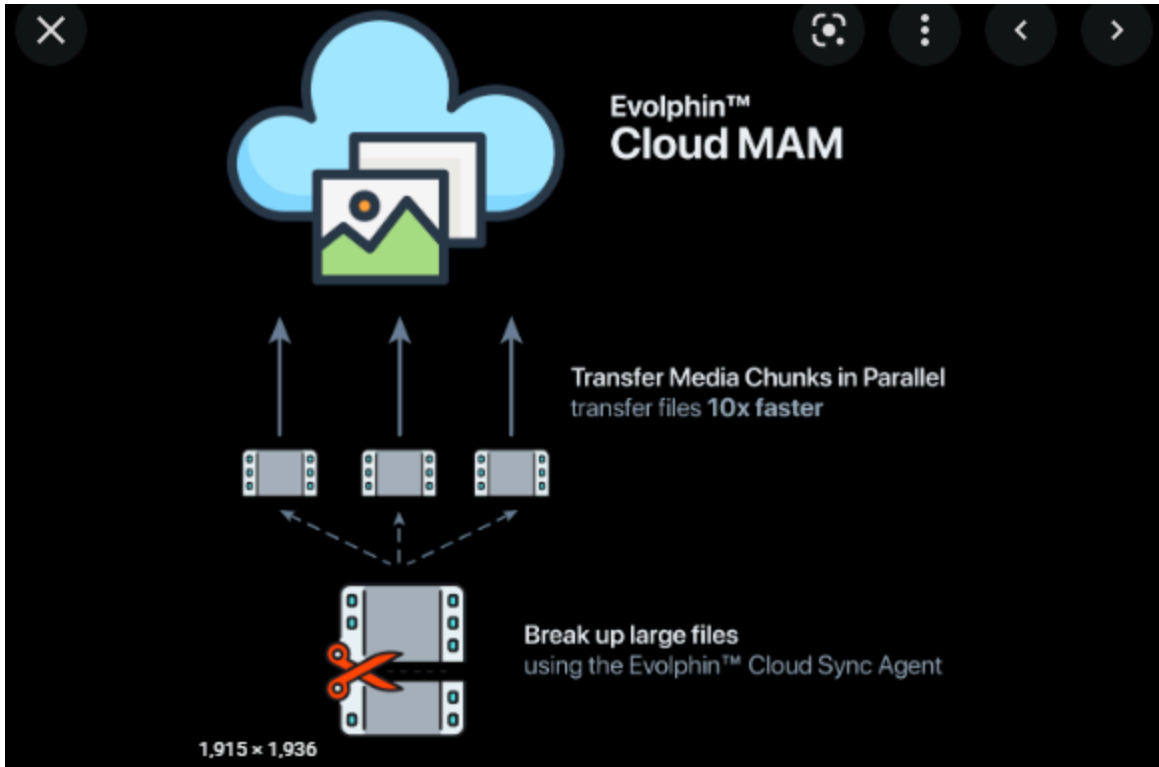 Evolphin™
Cloud MAM
Transfer Media Chunks in Parallel
transfer files 10x faster
Break up large files
using the Evolphin™ Cloud Sync Agent
1,915 × 1,936